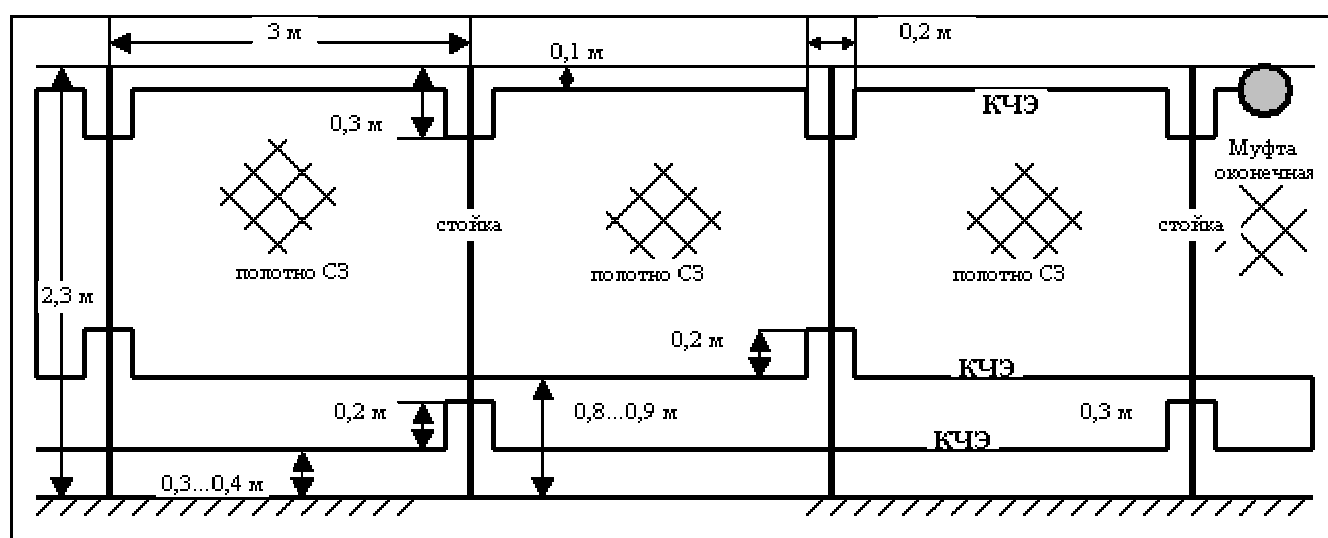 3 м
0,2 м
0,1 м
КЧЭ
0,3 м
Муфта
оконечная
стойка
стойка
полотно СЗ
полотно СЗ
полотно СЗ
2,3 м
0,2 м
КЧЭ
0,2 м
0,8...0,9 м
0,3 м
КЧЭ
0,3...0,4 м